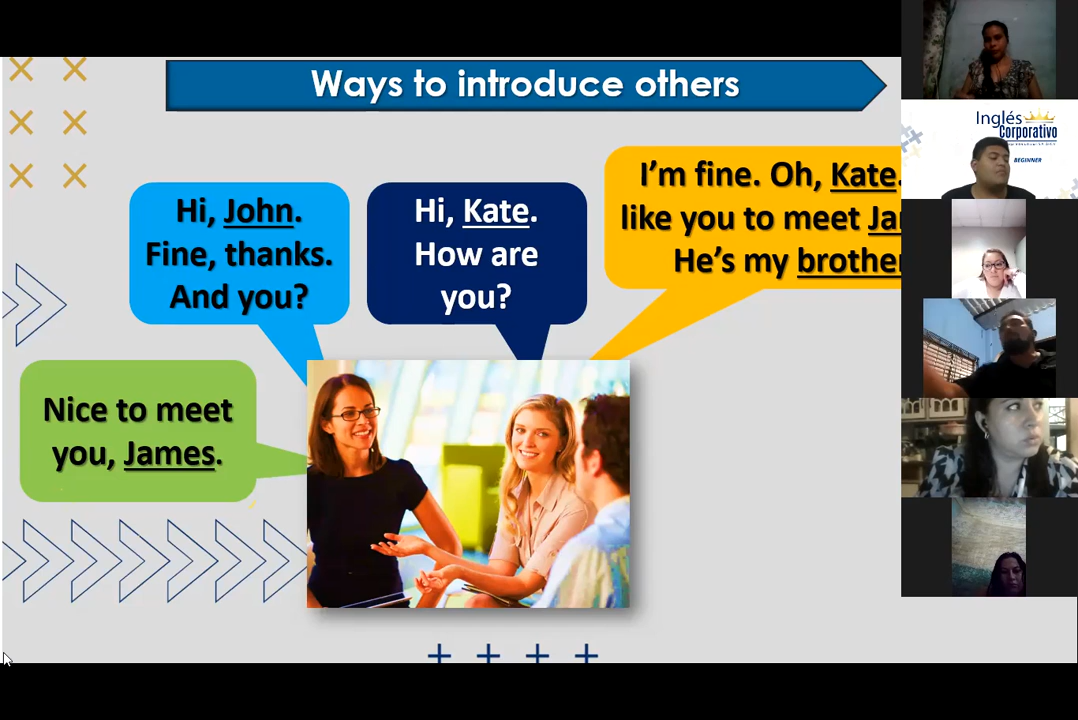 Ways to introduce others
Hi, John.
Fine, thanks.
And you?
Hi, Kate.
How are
you?
I'm fine. Oh, Kate.
like you to meet
He's my brother
Nice to meet
you, James.
Inglés
Corporativo
BEGINNER